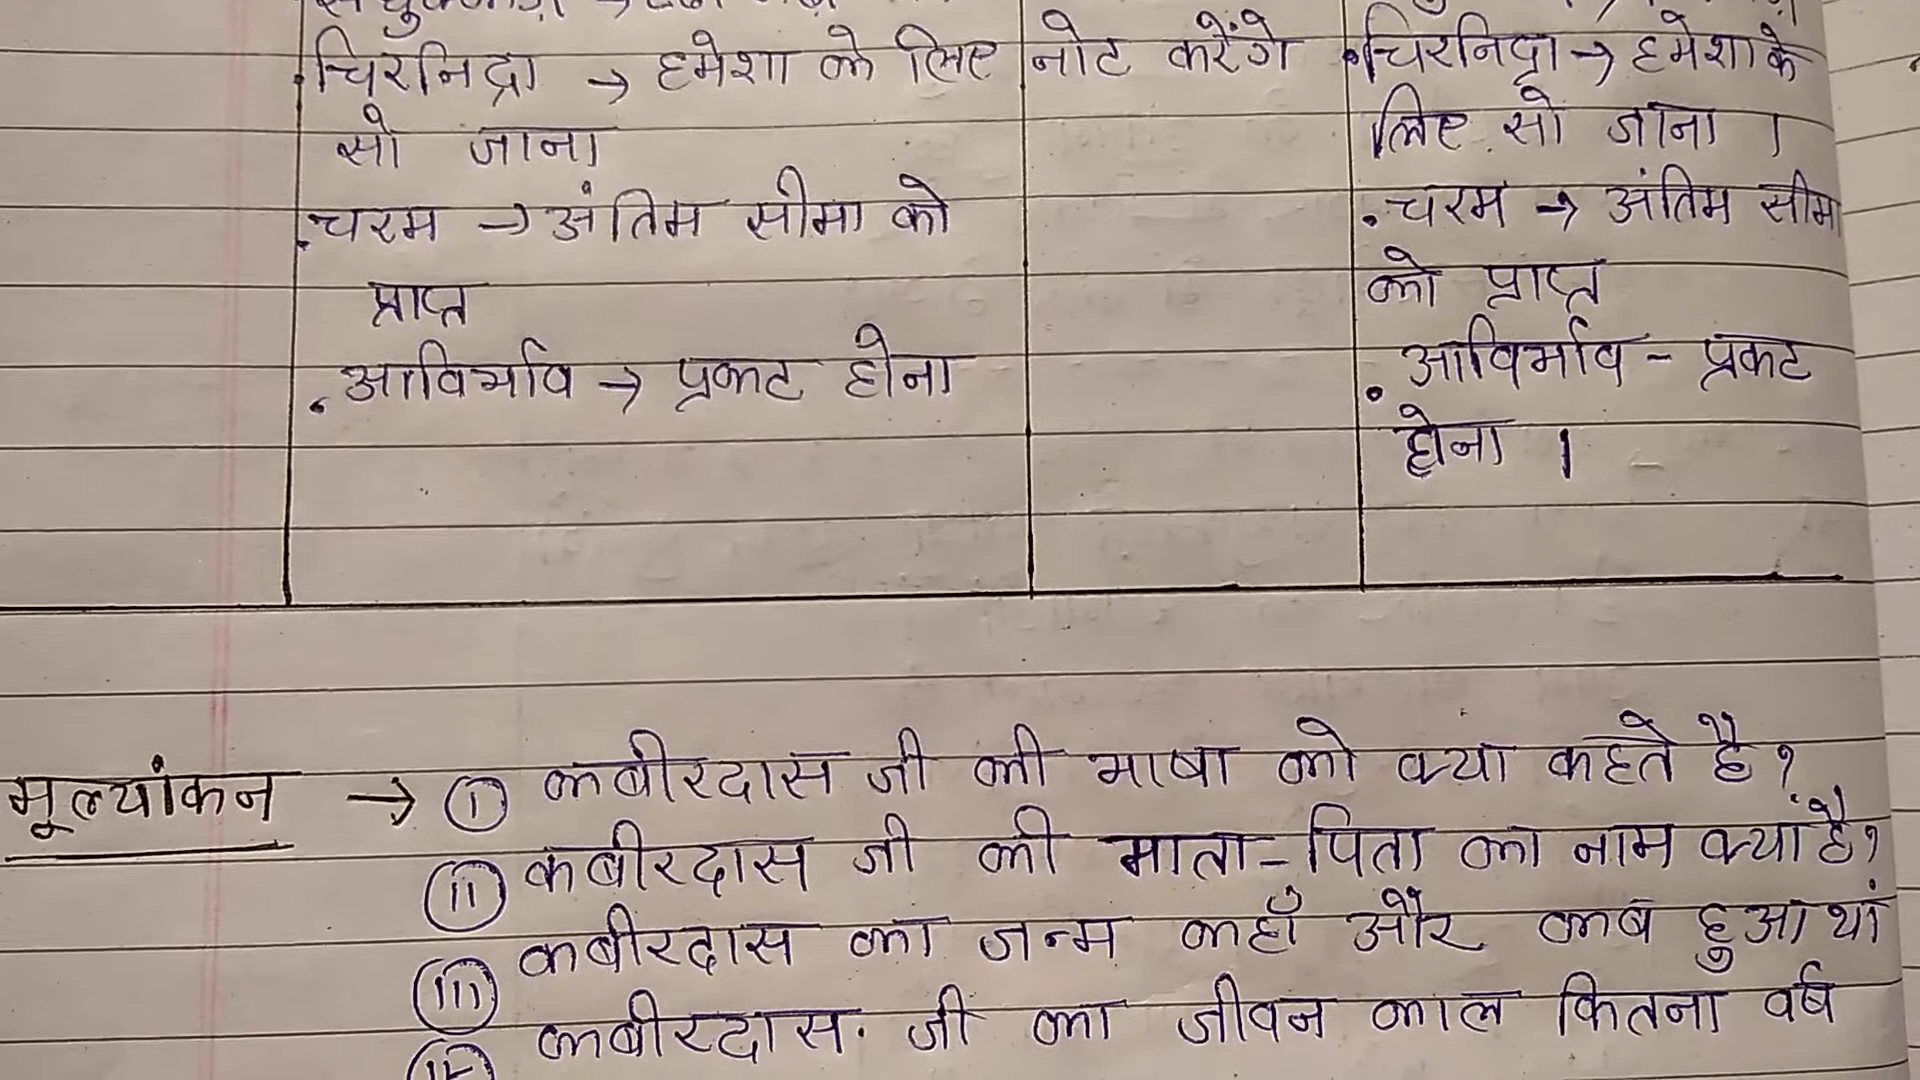 चिरनिद्रा → हमेशा के लिए
सो जाना
चरम → अंतिम सीमा को
प्राप्त
आविर्भाव → प्रकट होना
नोट करेंगे
चिरनिद्रा → हमेशा के
लिए सो जाना ।
चरम → अंतिम सीमा
को प्राप्त
आविर्भाव - प्रकट
होना ।
मूल्यांकन → (i) कबीरदास जी की भाषा को क्या कहते है ?
(ii) कबीरदास जी की माता-पिता का नाम क्या है ?
(iii) कबीरदास का जन्म कहाँ और कब हुआ था
कबीरदास. जी का जीवन काल कितना वर्ष